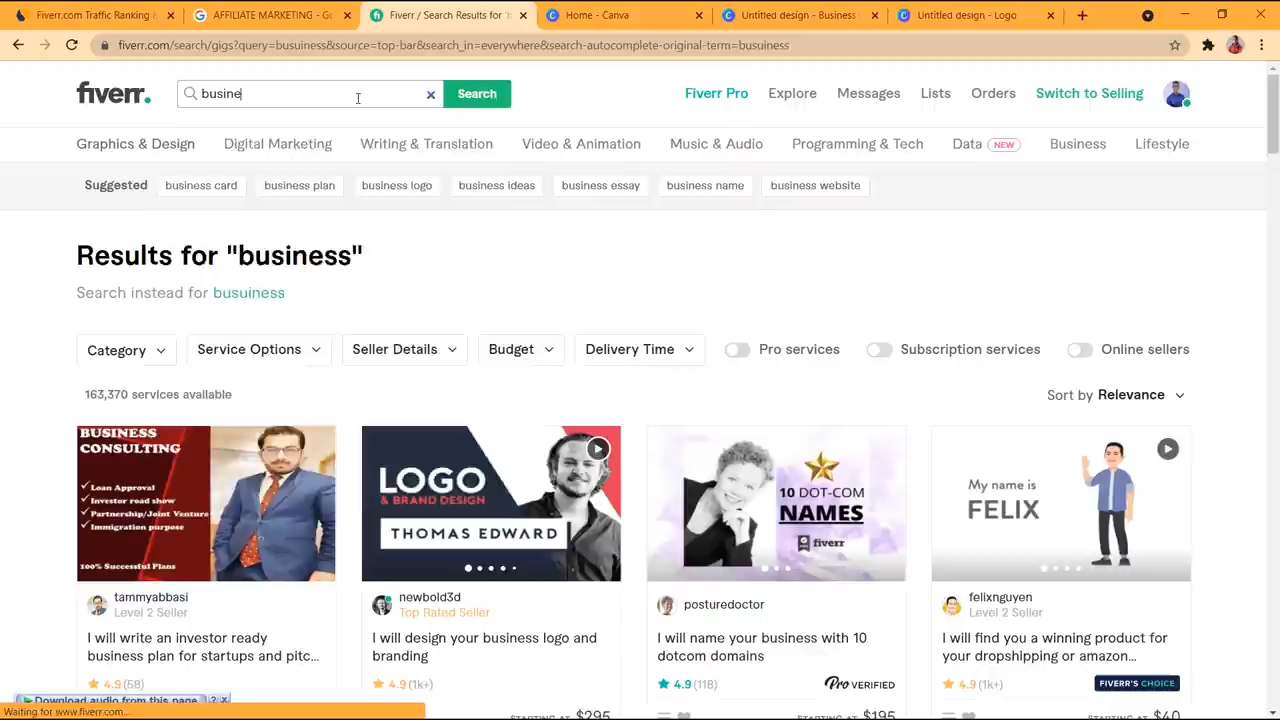 Fiverr.com Traffic Ranking &
AFFILIATE MARKETING - Go
Fiverr / Search Results for '
Home - Canva
Untitled design - Business
Untitled design - Logo
fiverr.com/search/gigs?query=busuiness&source=top-bar&search_in=everywhere&search-autocomplete-original-term=busuiness
fiverr.
busine
Search
Fiverr Pro
Explore
Messages
Lists
Orders
Switch to Selling
Graphics & Design
Digital Marketing
Writing & Translation
Video & Animation
Music & Audio
Programming & Tech
Data NEW
Business
Lifestyle
Suggested
business card
business plan
business logo
business ideas
business essay
business name
business website
Results for "business"
Search instead for busuiness
Category
Service Options
Seller Details
Budget
Delivery Time
Pro services
Subscription services
Online sellers
163,370 services available
Sort by Relevance
BUSINESS
CONSULTING
Loan Approval
Investor road show
Partnership/Joint Venture
Immigration purpose
100% Successful Plans
LOGO
& BRAND DESIGN
THOMAS EDWARD
10 DOT-COM
NAMES
fiverr
My name is
FELIX
tammyabbasi
Level 2 Seller
I will write an investor ready
business plan for startups and pitc...
4.9 (58)
newbold3d
Top Rated Seller
I will design your business logo and
branding
4.9 (1k+)
STARTING AT $295
posturedoctor
I will name your business with 10
dotcom domains
4.9 (118)
Pro VERIFIED
STARTING AT $195
felixnguyen
Level 2 Seller
I will find you a winning product for
your dropshipping or amazon...
4.9 (1k+)
FIVERR'S CHOICE
STARTING AT $40
Download audio from this page ? x
Waiting for www.fiverr.com...